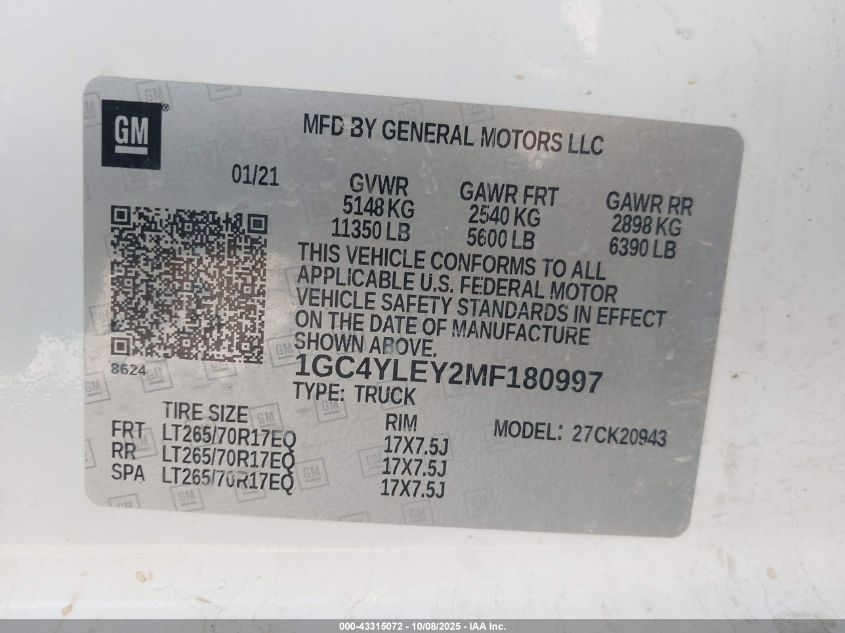 GM ®
MFD BY GENERAL MOTORS LLC
01/21
GVWR GAWR FRT GAWR RR
5148 KG 2540 KG 2898 KG
11350 LB 5600 LB 6390 LB
THIS VEHICLE CONFORMS TO ALL
APPLICABLE U.S. FEDERAL MOTOR
VEHICLE SAFETY STANDARDS IN EFFECT
ON THE DATE OF MANUFACTURE
SHOWN ABOVE.
8624
1GC4YLEY2MF180997
TYPE: TRUCK
TIRE SIZE RIM MODEL: 27CK20943
FRT LT265/70R17EQ 17X7.5J
RR LT265/70R17EQ 17X7.5J
SPA LT265/70R17EQ 17X7.5J
000-43315072 - 10/08/2025 - IAA Inc.